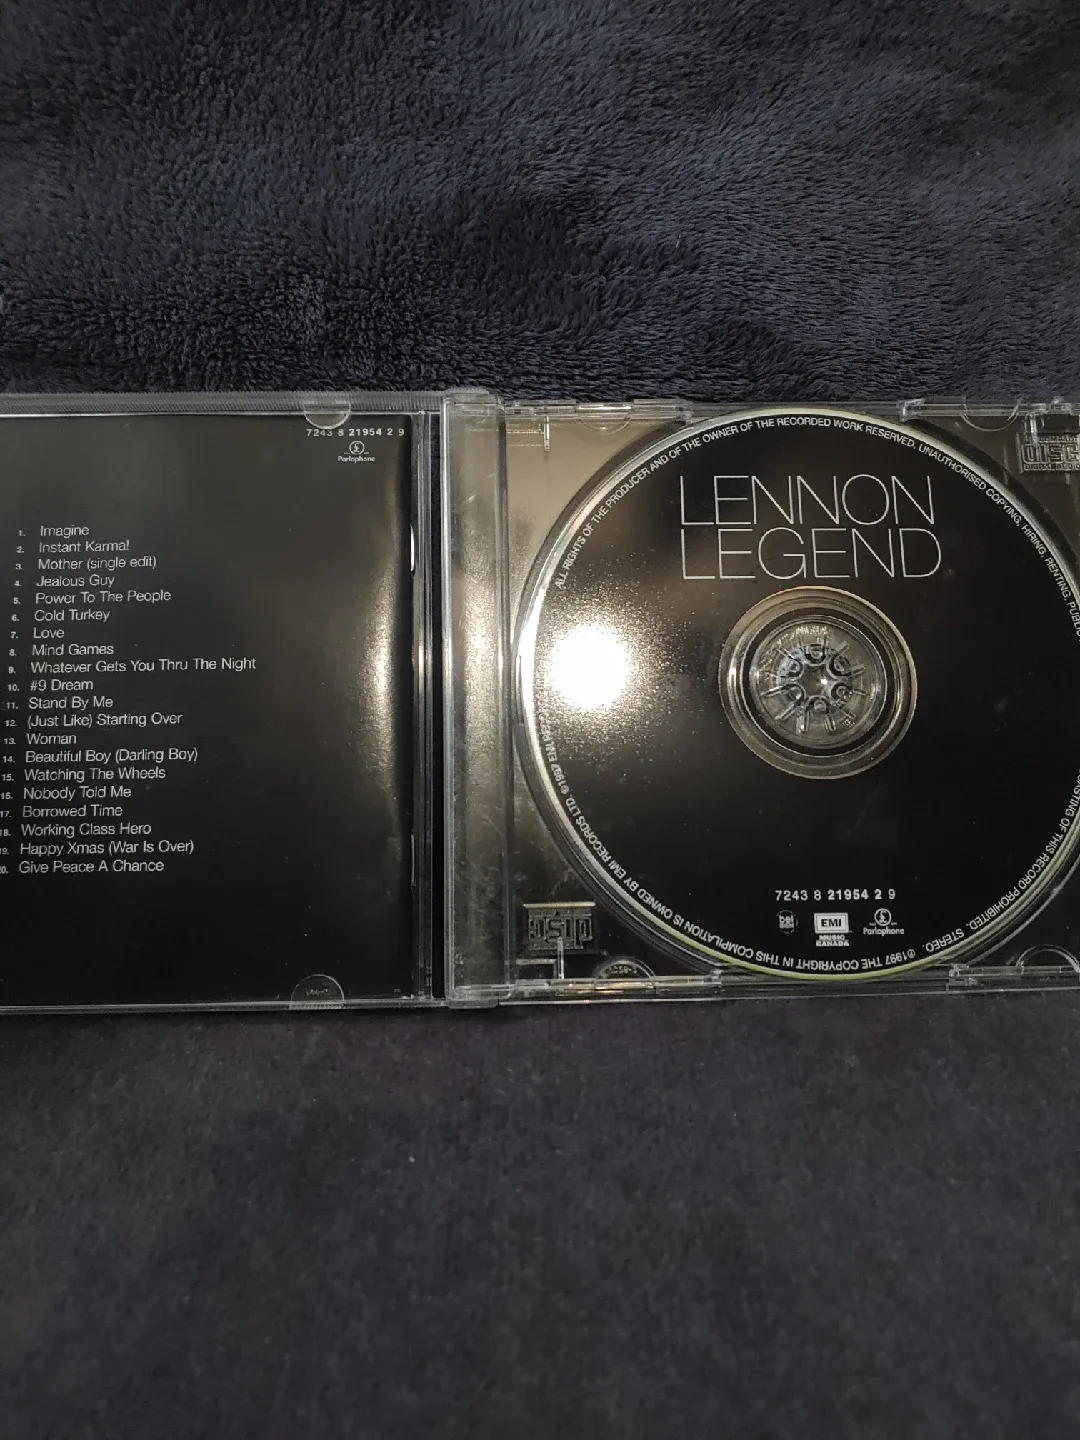 7243 8 21954 2 9
Parlophone
1. Imagine
2. Instant Karma!
3. Mother (single edit)
4. Jealous Guy
5. Power To The People
6. Cold Turkey
7. Love
8. Mind Games
9. Whatever Gets You Thru The Night
10. #9 Dream
11. Stand By Me
12. (Just Like) Starting Over
13. Woman
14. Beautiful Boy (Darling Boy)
15. Watching The Wheels
16. Nobody Told Me
17. Borrowed Time
18. Working Class Hero
19. Happy Xmas (War Is Over)
0. Give Peace A Chance
LENNON
LEGEND
ALL RIGHTS OF THE PRODUCER AND OF THE OWNER OF THE RECORDED WORK RESERVED. UNAUTHORISED COPYING, HIRING, RENTING, PUBLIC
OF THIS RECORD PROHIBITED. STEREO.
℗1997 THE COPYRIGHT IN THIS COMPILATION IS OWNED BY EMI RECORDS LTD. ©1997 EMI
7243 8 21954 2 9
EMI
MUSIC
CANADA
Parlophone
DISC